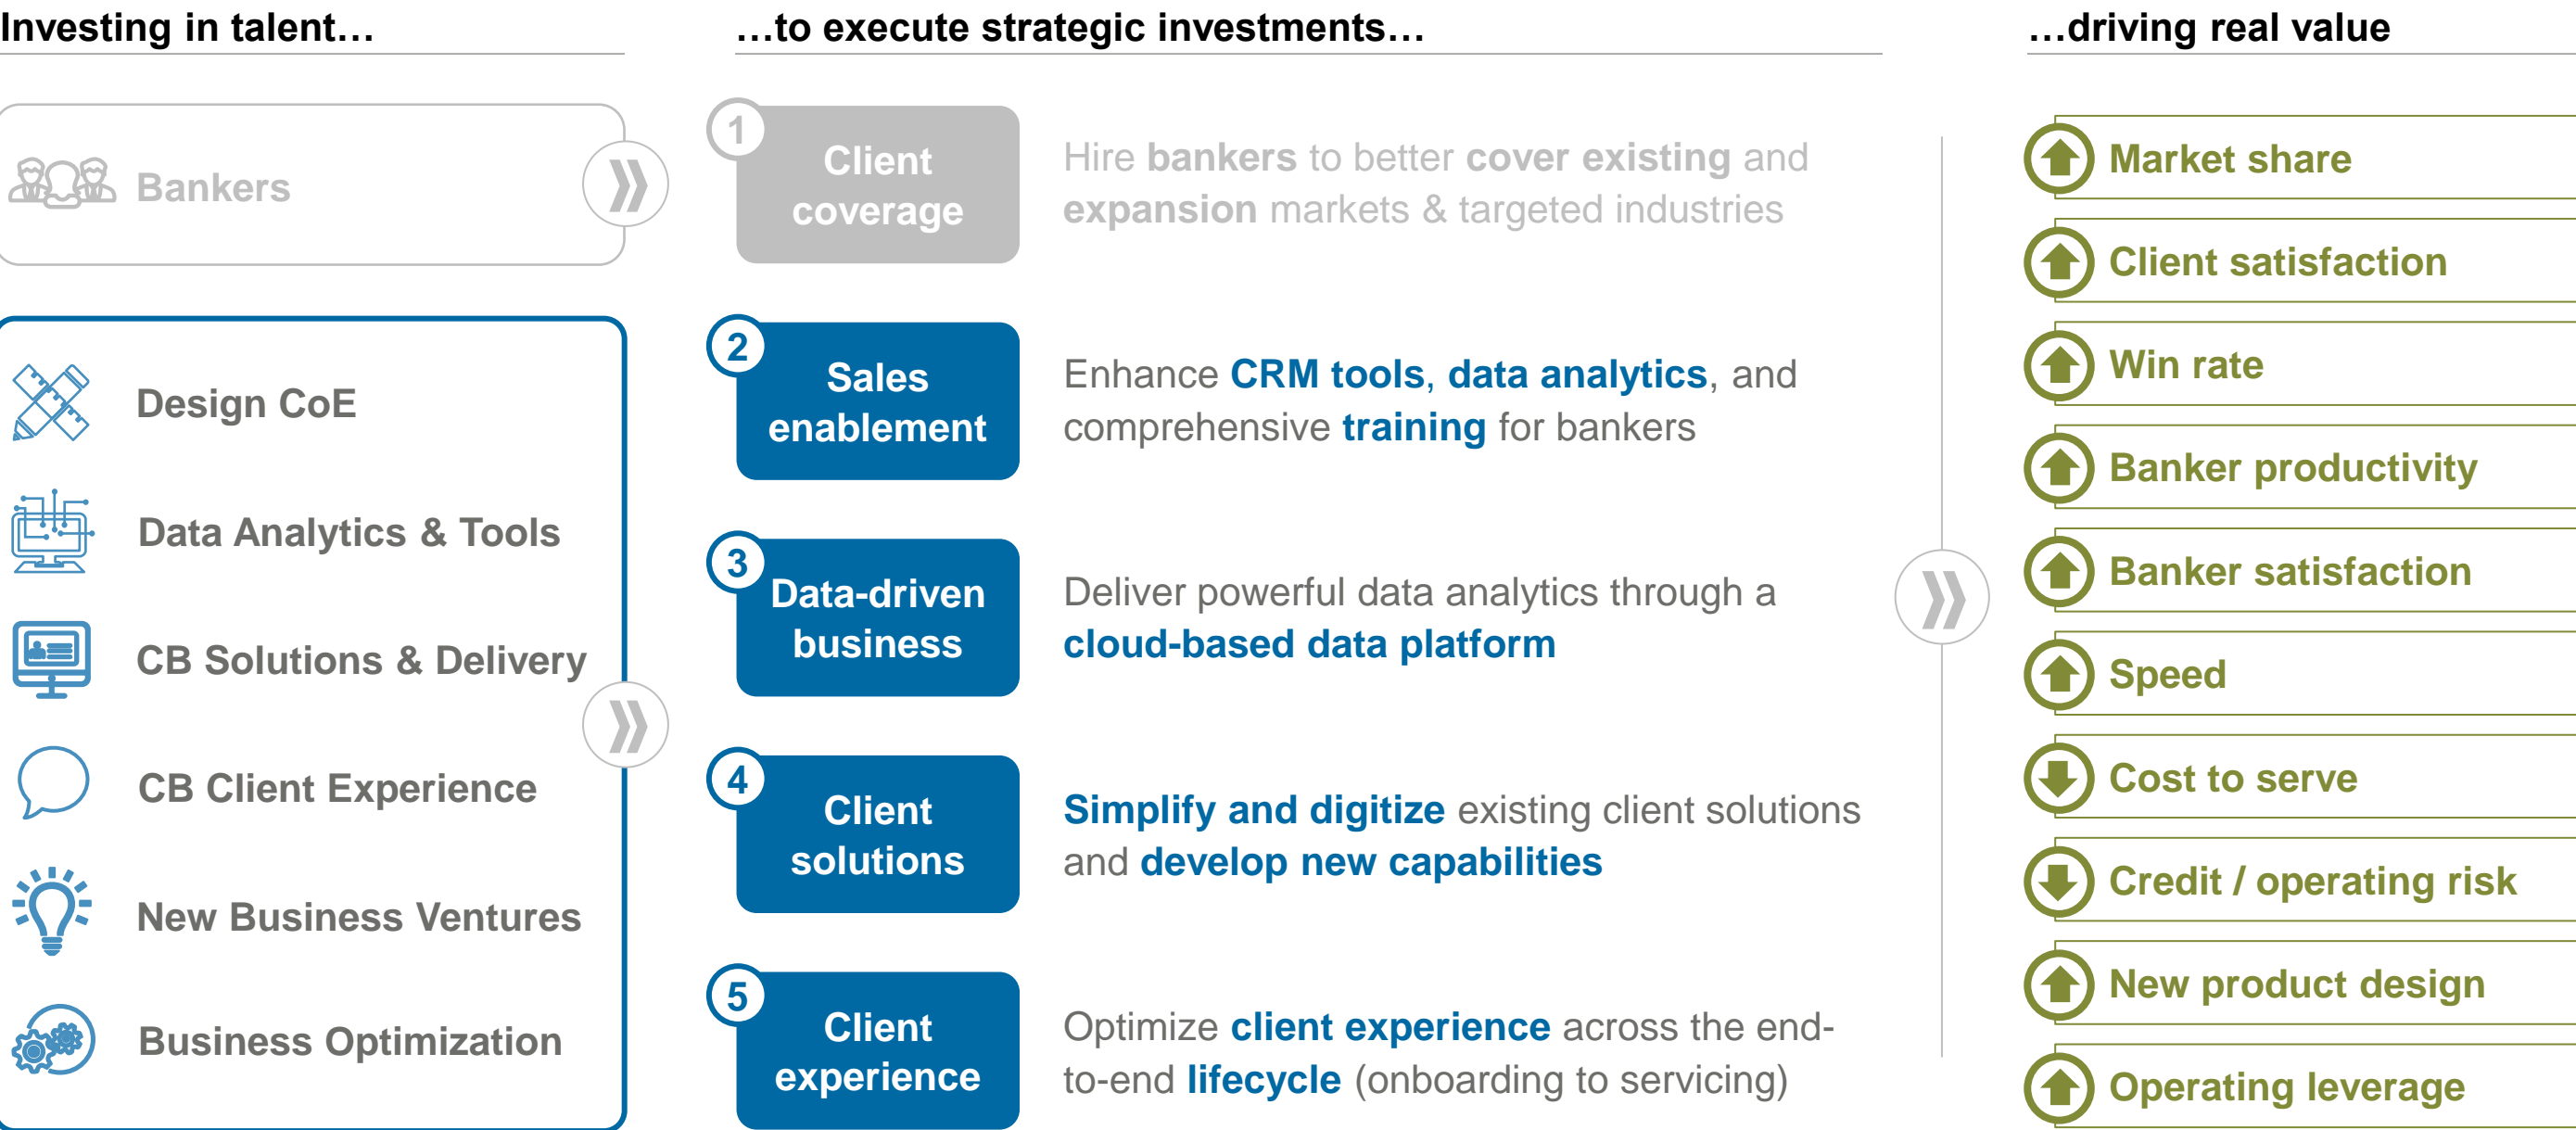 Investing in talent…
Bankers
Design CoE
Data Analytics & Tools
CB Solutions & Delivery
CB Client Experience
New Business Ventures
Business Optimization
…to execute strategic investments…
1
Client
coverage
Hire bankers to better cover existing and
expansion markets & targeted industries
2
Sales
enablement
Enhance CRM tools, data analytics, and
comprehensive training for bankers
3
Data-driven
business
Deliver powerful data analytics through a
cloud-based data platform
4
Client
solutions
Simplify and digitize existing client solutions
and develop new capabilities
5
Client
experience
Optimize client experience across the end-
to-end lifecycle (onboarding to servicing)
…driving real value
Market share
Client satisfaction
Win rate
Banker productivity
Banker satisfaction
Speed
Cost to serve
Credit / operating risk
New product design
Operating leverage